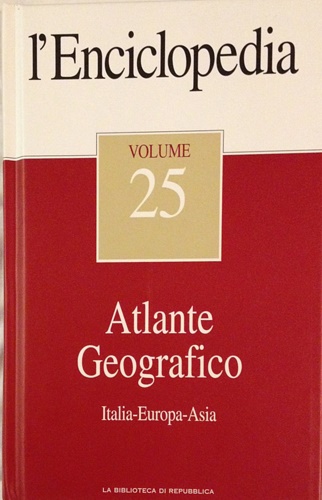 l'Enciclopedia
VOLUME
25
Atlante
Geografico
Italia-Europa-Asia
LA BIBLIOTECA DI REPUBBLICA